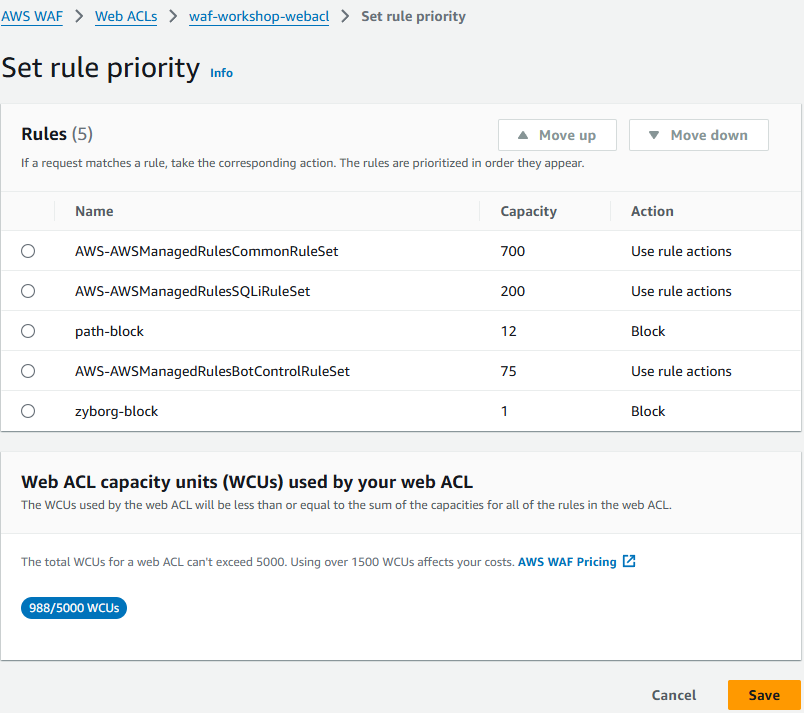 AWS WAF > Web ACLs > waf-workshop-webacl > Set rule priority
Set rule priority Info
Rules (5)
Move up
Move down
If a request matches a rule, take the corresponding action. The rules are prioritized in order they appear.
Name Capacity Action
AWS-AWSManagedRulesCommonRuleSet 700 Use rule actions
AWS-AWSManagedRulesSQLiRuleSet 200 Use rule actions
path-block 12 Block
AWS-AWSManagedRulesBotControlRuleSet 75 Use rule actions
zyborg-block 1 Block
Web ACL capacity units (WCUs) used by your web ACL
The WCUs used by the web ACL will be less than or equal to the sum of the capacities for all of the rules in the web ACL.
The total WCUs for a web ACL can't exceed 5000. Using over 1500 WCUs affects your costs. AWS WAF Pricing
988/5000 WCUs
Cancel Save